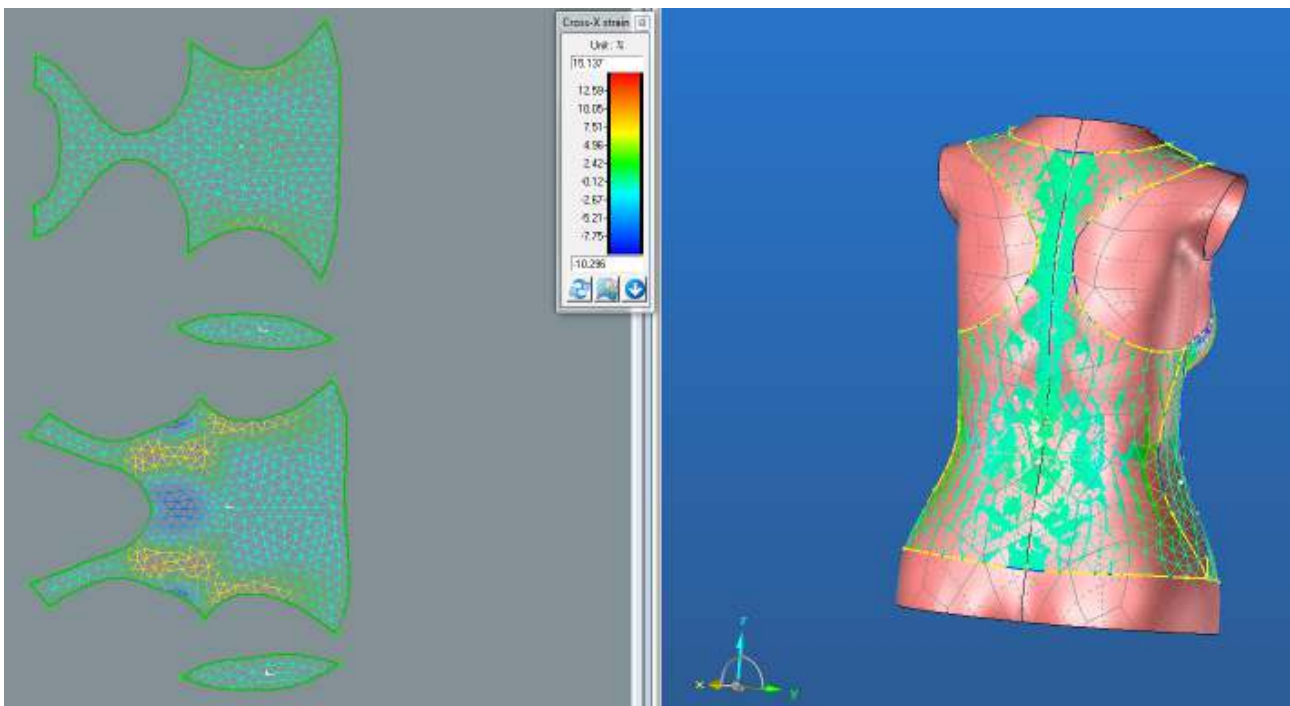 Cross-X strain
Unit : %
15.137
12.59
10.05
7.51
4.96
2.42
-0.12
-2.67
-5.21
-7.75
-10.296
z
x
y